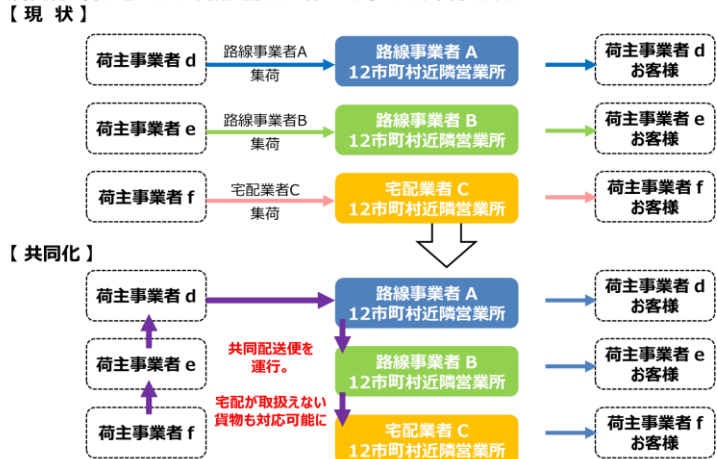 【 現 状 】
荷主事業者 d
路線事業者A
集荷
路線事業者 A
12市町村近隣営業所
荷主事業者 d
お客様
荷主事業者 e
路線事業者B
集荷
路線事業者 B
12市町村近隣営業所
荷主事業者 e
お客様
荷主事業者 f
宅配業者C
集荷
宅配業者 C
12市町村近隣営業所
荷主事業者 f
お客様
【 共同化 】
荷主事業者 d
路線事業者 A
12市町村近隣営業所
荷主事業者 d
お客様
荷主事業者 e
共同配送便を
運行。
路線事業者 B
12市町村近隣営業所
荷主事業者 e
お客様
荷主事業者 f
宅配が取扱えない
貨物も対応可能に
宅配業者 C
12市町村近隣営業所
荷主事業者 f
お客様